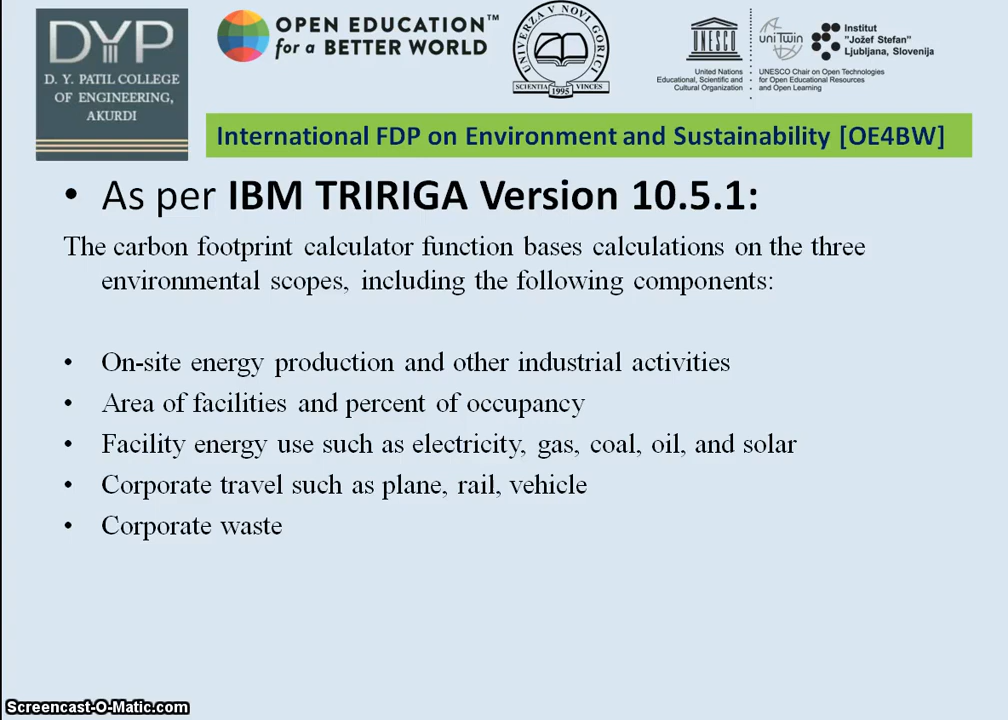 DYP
D. Y. PATIL COLLEGE
OF ENGINEERING,
AKURDI
OPEN EDUCATION™
for a BETTER WORLD
UNIVERZA V NOVI GORICI
SCIENTIA VINCES
1995
UNESCO
United Nations
Educational, Scientific and
Cultural Organization
uniTwin
UNESCO Chair on Open Technologies
for Open Educational Resources
and Open Learning
Institut
"Jožef Stefan"
Ljubljana, Slovenija
International FDP on Environment and Sustainability [OE4BW]
• As per IBM TRIRIGA Version 10.5.1:
The carbon footprint calculator function bases calculations on the three
environmental scopes, including the following components:
• On-site energy production and other industrial activities
• Area of facilities and percent of occupancy
• Facility energy use such as electricity, gas, coal, oil, and solar
• Corporate travel such as plane, rail, vehicle
• Corporate waste
Screencast-O-Matic.com